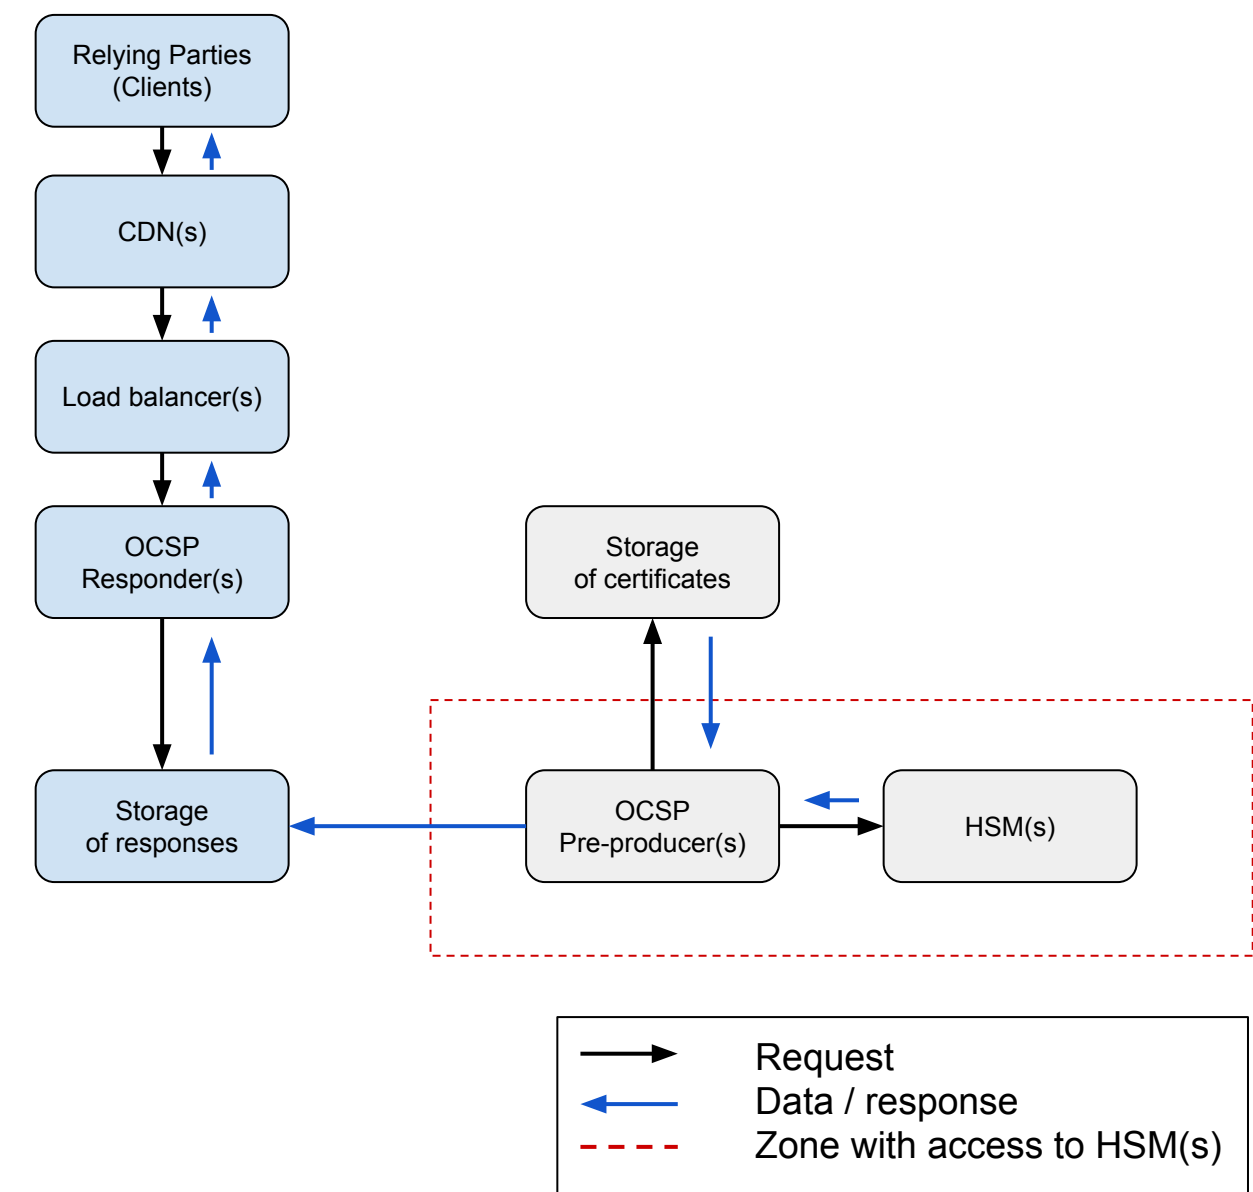 Relying Parties
(Clients)
CDN(s)
Load balancer(s)
OCSP
Responder(s)
Storage
of certificates
Storage
of responses
OCSP
Pre-producer(s)
HSM(s)
Request
Data / response
Zone with access to HSM(s)